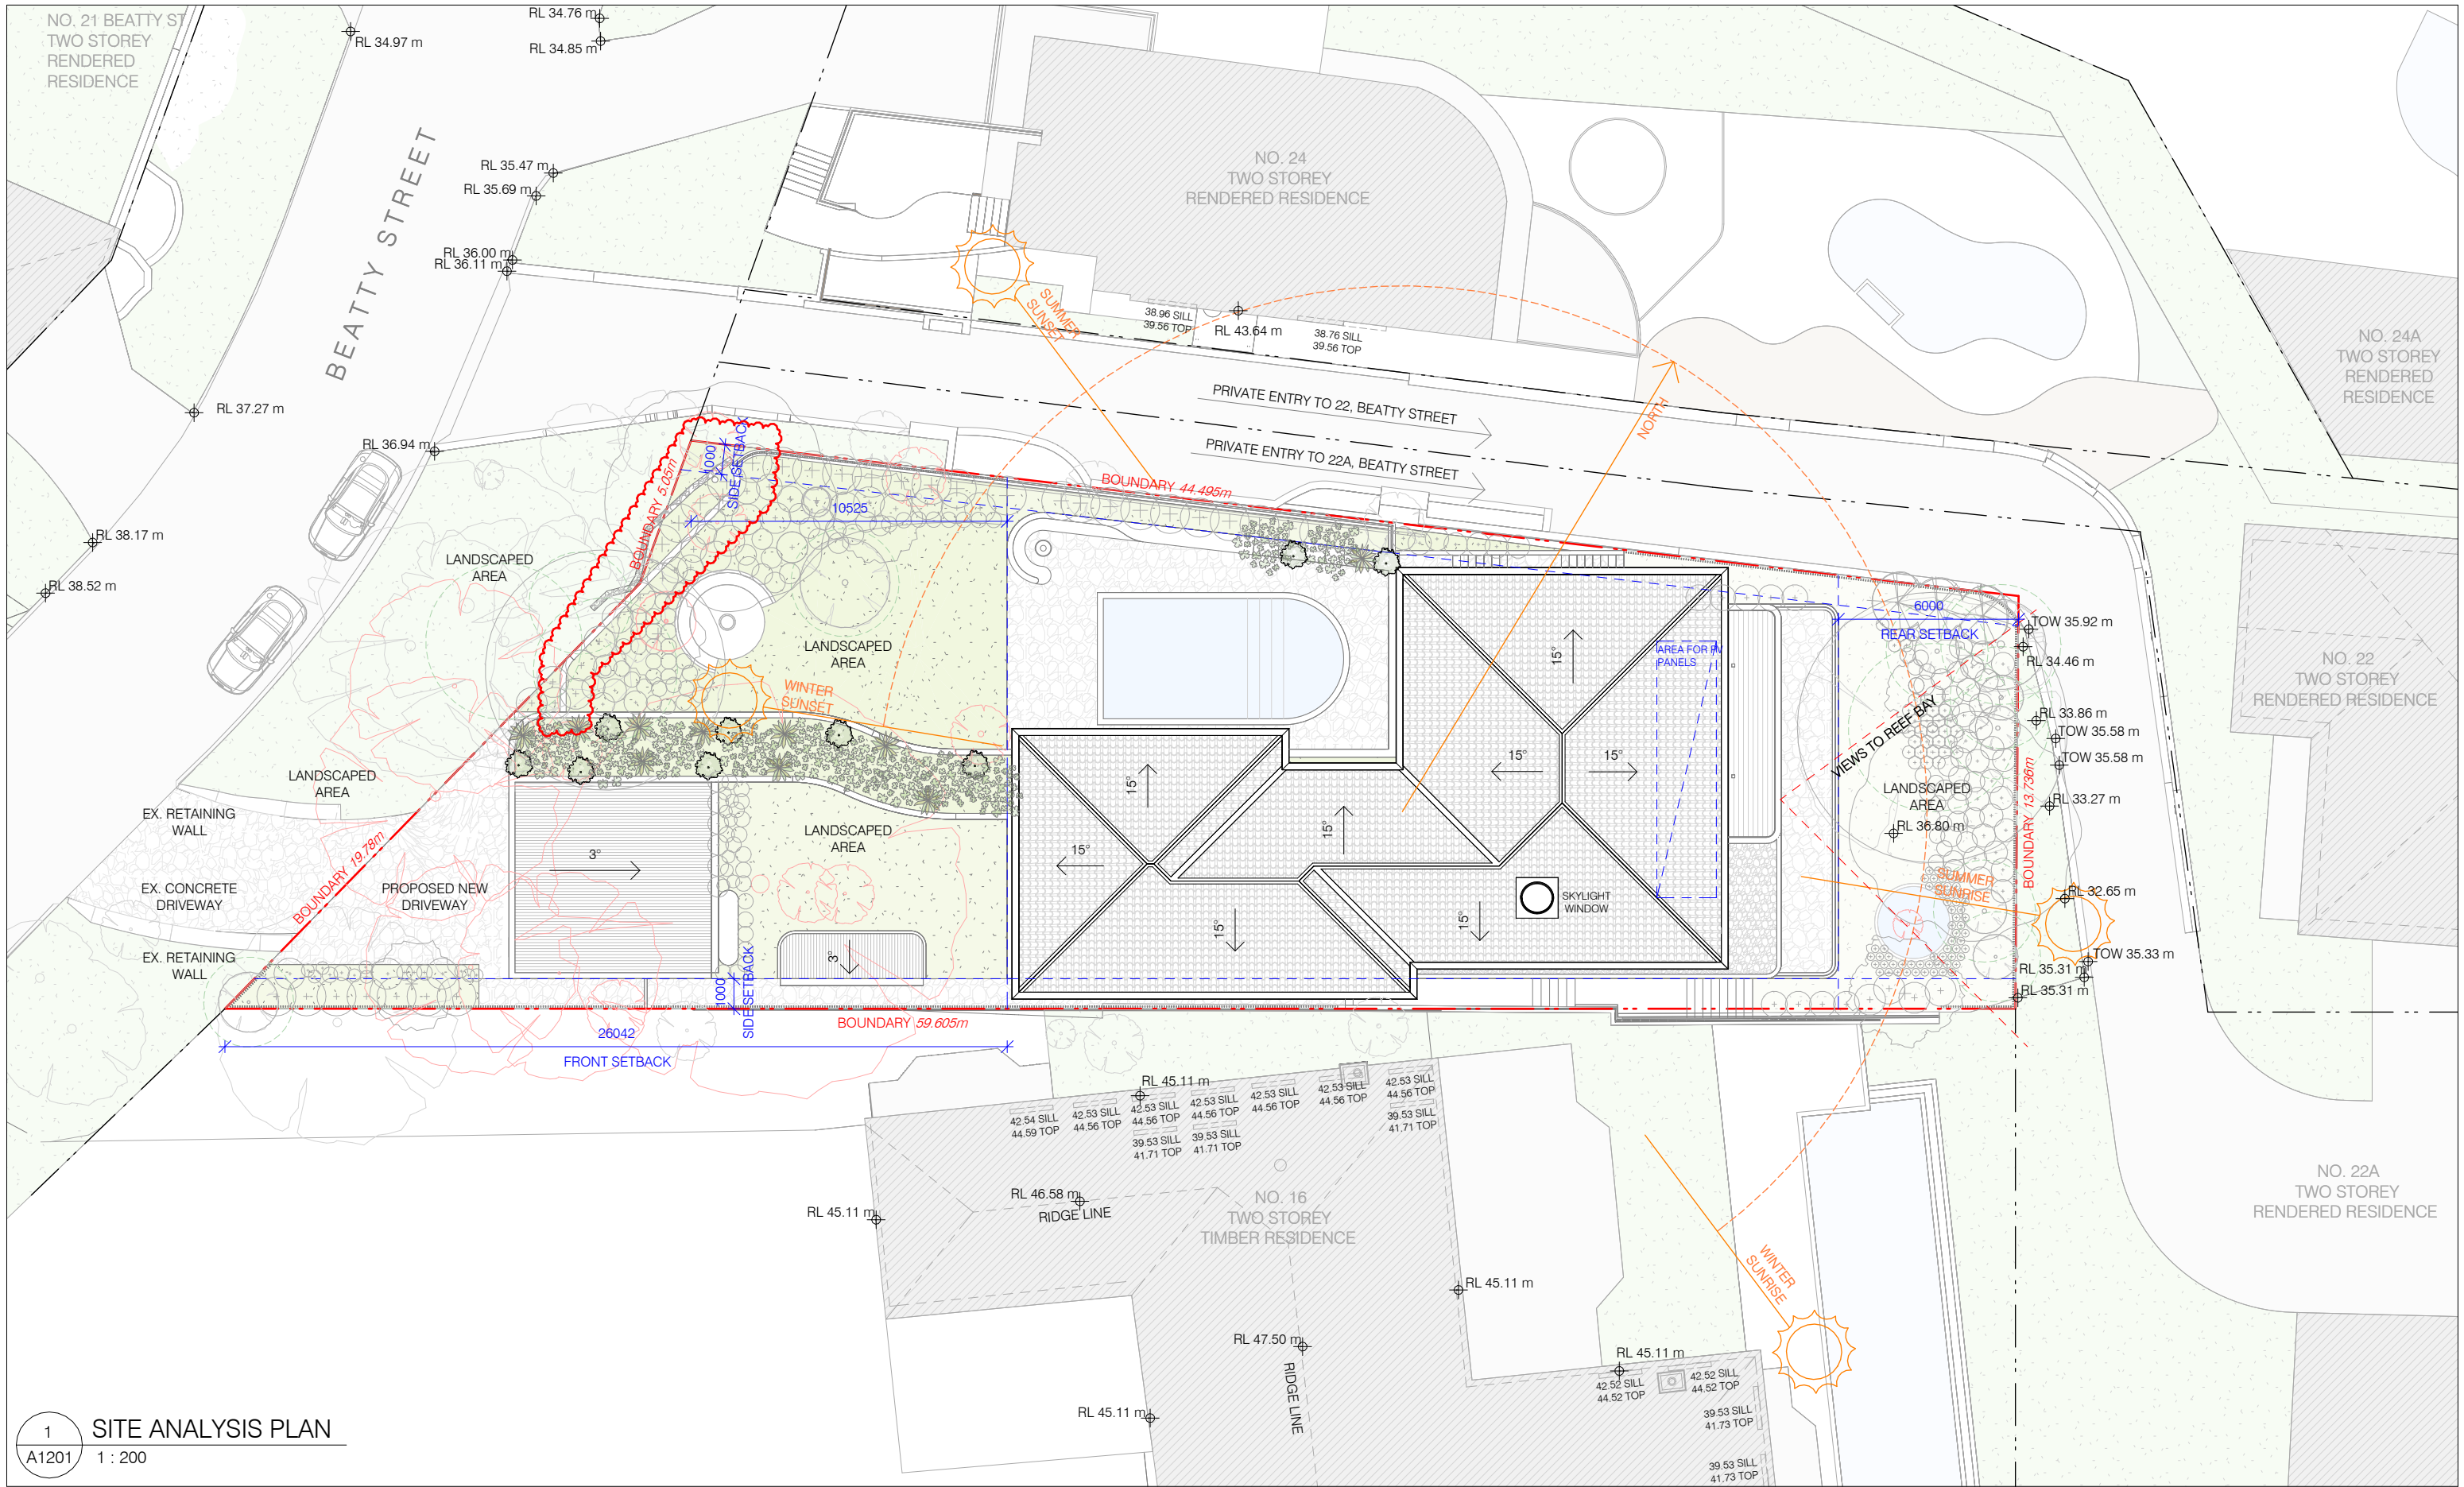 NO. 21 BEATTY ST
TWO STOREY
RENDERED
RESIDENCE
RL 34.97 m
RL 34.76 m
RL 34.85 m
BEATTY STREET
RL 35.47 m
RL 35.69 m
RL 36.00 m
RL 36.11 m
RL 37.27 m
RL 36.94 m
RL 38.17 m
RL 38.52 m
NO. 24
TWO STOREY
RENDERED RESIDENCE
SUMMER
SUNSET
38.96 SILL
39.56 TOP
RL 43.64 m
38.76 SILL
39.56 TOP
NO. 24A
TWO STOREY
RENDERED
RESIDENCE
PRIVATE ENTRY TO 22, BEATTY STREET
PRIVATE ENTRY TO 22A, BEATTY STREET
NORTH
BOUNDARY 44.495m
BOUNDARY 5.05m
1000
SIDE SETBACK
10525
LANDSCAPED
AREA
LANDSCAPED
AREA
WINTER
SUNSET
15°
AREA FOR PV
PANELS
6000
REAR SETBACK
TOW 35.92 m
RL 34.46 m
NO. 22
TWO STOREY
RENDERED RESIDENCE
RL 33.86 m
TOW 35.58 m
TOW 35.58 m
RL 33.27 m
VIEWS TO REEF BAY
LANDSCAPED
AREA
RL 36.80 m
BOUNDARY 13.736m
LANDSCAPED
AREA
EX. RETAINING
WALL
BOUNDARY 19.78m
EX. CONCRETE
DRIVEWAY
PROPOSED NEW
DRIVEWAY
EX. RETAINING
WALL
3°
LANDSCAPED
AREA
3°
15°
15°
15°
15°
15°
15°
15°
SKYLIGHT
WINDOW
SUMMER
SUNRISE
RL 32.65 m
TOW 35.33 m
RL 35.31 m
RL 35.31 m
1000
SIDE SETBACK
BOUNDARY 59.605m
26042
FRONT SETBACK
RL 45.11 m
42.54 SILL
44.59 TOP
42.53 SILL
44.56 TOP
42.53 SILL
44.56 TOP
42.53 SILL
44.56 TOP
42.53 SILL
44.56 TOP
42.53 SILL
44.56 TOP
42.53 SILL
44.56 TOP
39.53 SILL
41.71 TOP
39.53 SILL
41.71 TOP
39.53 SILL
41.71 TOP
RL 46.58 m
RIDGE LINE
RL 45.11 m
NO. 16
TWO STOREY
TIMBER RESIDENCE
NO. 22A
TWO STOREY
RENDERED RESIDENCE
RL 45.11 m
WINTER
SUNRISE
RL 47.50 m
RIDGE LINE
RL 45.11 m
RL 45.11 m
42.52 SILL
44.52 TOP
42.52 SILL
44.52 TOP
39.53 SILL
41.73 TOP
39.53 SILL
41.73 TOP
1
A1201
SITE ANALYSIS PLAN
1 : 200